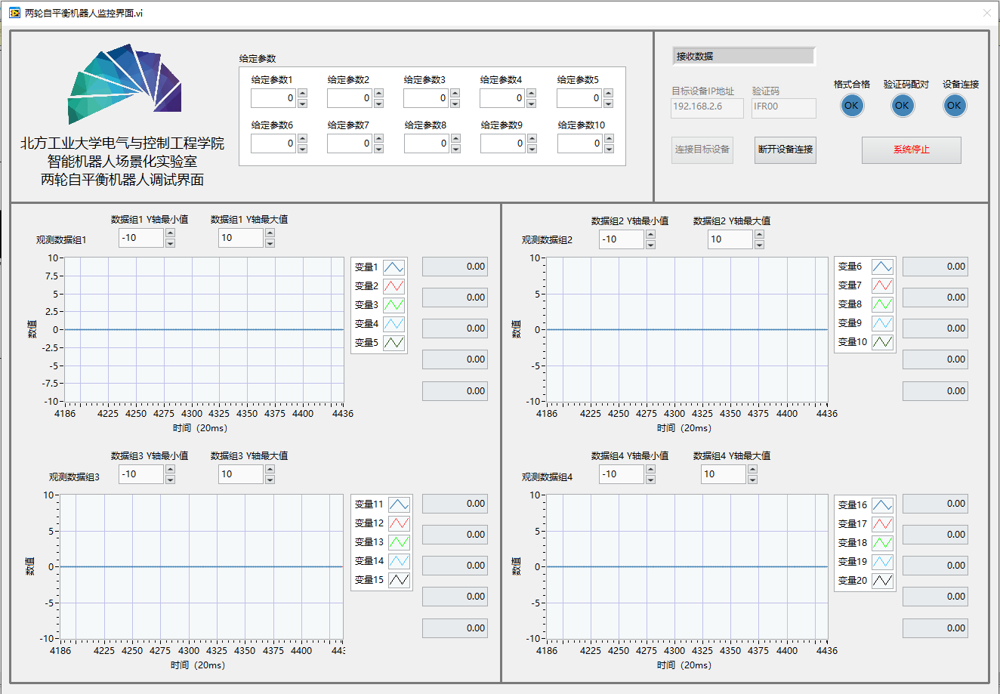 两轮自平衡机器人监控界面.vi
北方工业大学电气与控制工程学院
智能机器人场景化实验室
两轮自平衡机器人调试界面
给定参数
给定参数1 给定参数2 给定参数3 给定参数4 给定参数5
0 0 0 0 0
给定参数6 给定参数7 给定参数8 给定参数9 给定参数10
0 0 0 0 0
接收数据
目标设备IP地址 验证码
192.168.2.6 IFR00
格式合格 验证码配对 设备连接
OK OK OK
连接目标设备 断开设备连接 系统停止
数据组1 Y轴最小值 数据组1 Y轴最大值
观测数据组1 -10 10
数值
10
7.5
5
2.5
0
-2.5
-5
-7.5
-10
4186 4225 4250 4275 4300 4325 4350 4375 4400 4436
时间（20ms）
变量1
变量2
变量3
变量4
变量5
0.00
0.00
0.00
0.00
0.00
数据组2 Y轴最小值 数据组2 Y轴最大值
观测数据组2 -10 10
数值
10
5
0
-5
-10
4186 4225 4250 4275 4300 4325 4350 4375 4400 4436
时间（20ms）
变量6
变量7
变量8
变量9
变量10
0.00
0.00
0.00
0.00
0.00
数据组3 Y轴最小值 数据组3 Y轴最大值
观测数据组3 -10 10
数值
10
5
0
-5
-10
4186 4225 4250 4275 4300 4325 4350 4375 4400
时间（20ms）
变量11
变量12
变量13
变量14
变量15
0.00
0.00
0.00
0.00
0.00
数据组4 Y轴最小值 数据组4 Y轴最大值
观测数据组4 -10 10
数值
10
5
0
-5
-10
4186 4225 4250 4275 4300 4325 4350 4375 4400 4436
时间（20ms）
变量16
变量17
变量18
变量19
变量20
0.00
0.00
0.00
0.00
0.00